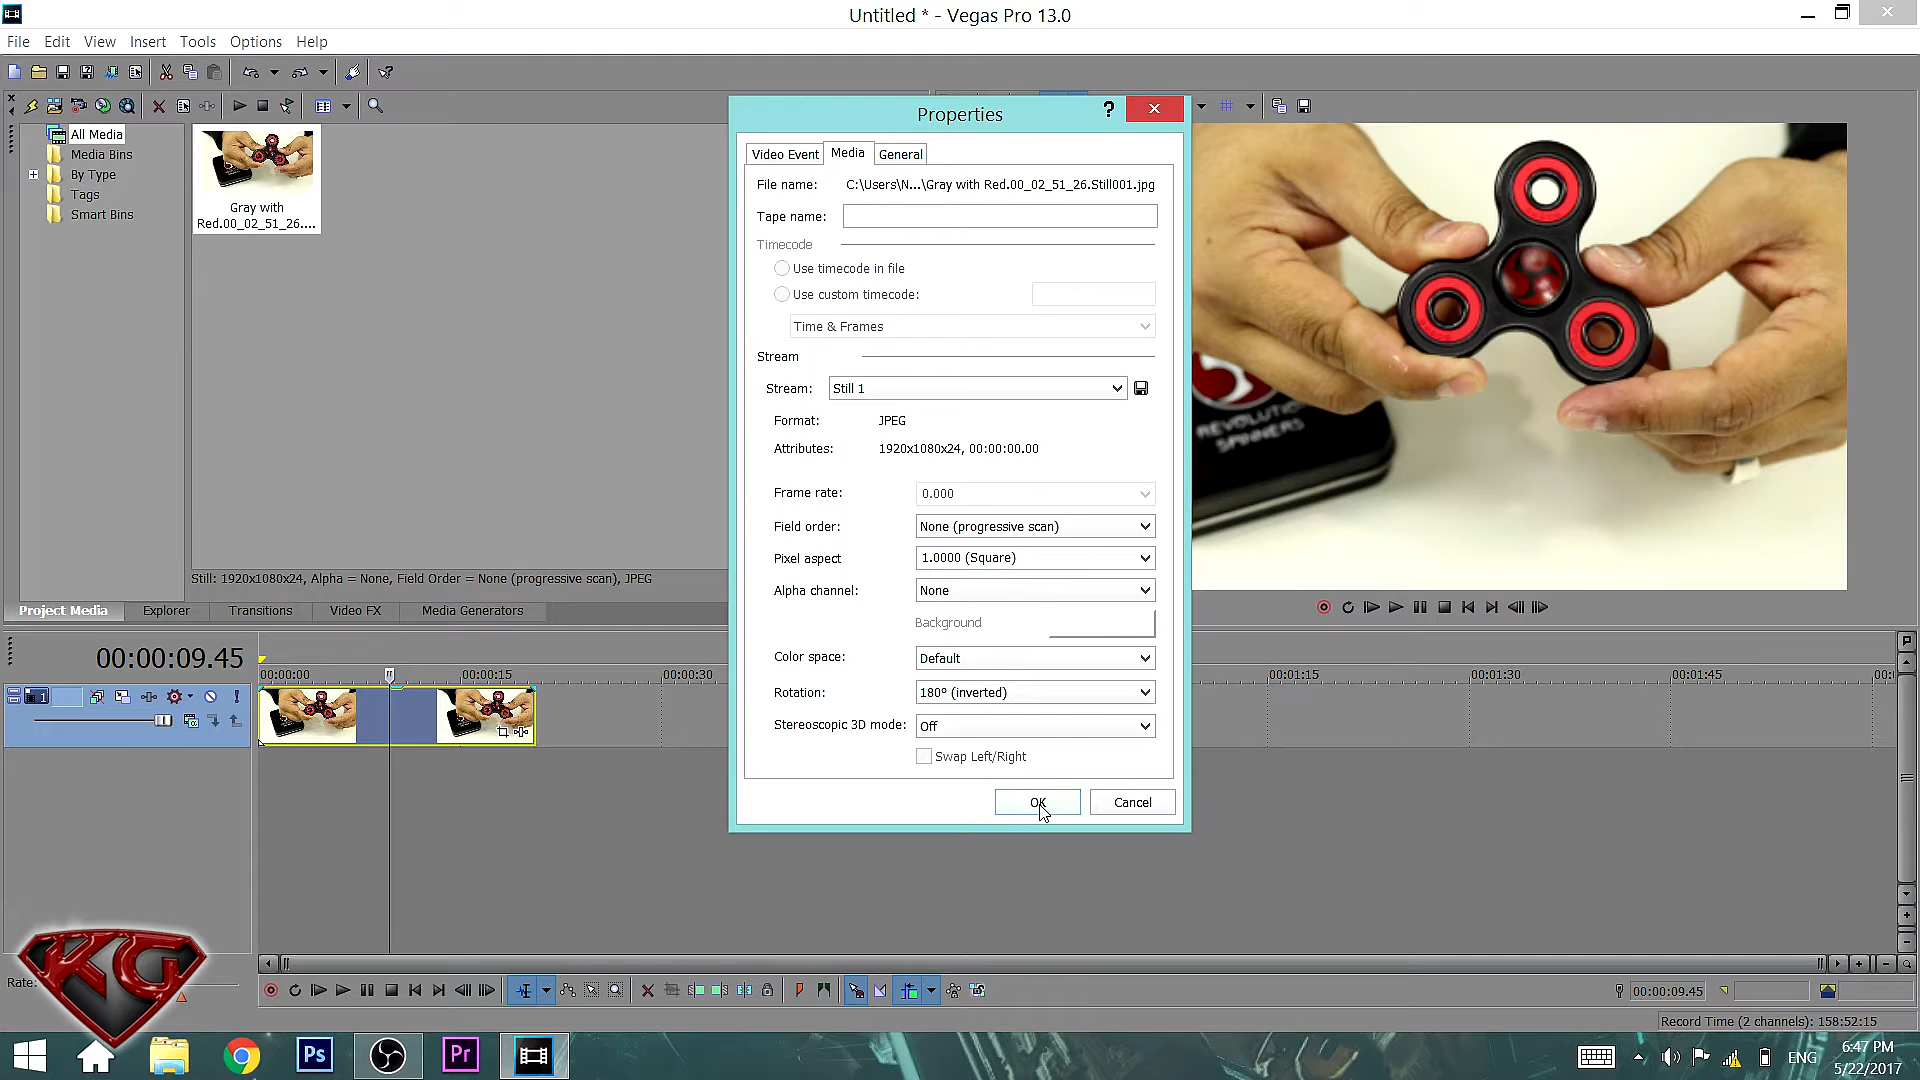 Untitled * - Vegas Pro 13.0
File Edit View Insert Tools Options Help
All Media
Media Bins
By Type
Tags
Smart Bins
Gray with
Red.00_02_51_26....
Still: 1920x1080x24, Alpha = None, Field Order = None (progressive scan), JPEG
Project Media Explorer Transitions Video FX Media Generators
Properties
?
Video Event Media General
File name: C:\Users\N...\Gray with Red.00_02_51_26.Still001.jpg
Tape name:
Timecode
Use timecode in file
Use custom timecode:
Time & Frames
Stream
Stream: Still 1
Format: JPEG
Attributes: 1920x1080x24, 00:00:00.00
Frame rate: 0.000
Field order: None (progressive scan)
Pixel aspect 1.0000 (Square)
Alpha channel: None
Background
Color space: Default
Rotation: 180º (inverted)
Stereoscopic 3D mode: Off
Swap Left/Right
OK Cancel
REVOLUTION
SPINNERS
00:00:09.45
00:00:00 00:00:15 00:00:30 00:01:15 00:01:30 00:01:45
1
Rate:
KG
00:00:09.45
Record Time (2 channels): 158:52:15
Ps
Pr
ENG
6:47 PM
5/22/2017